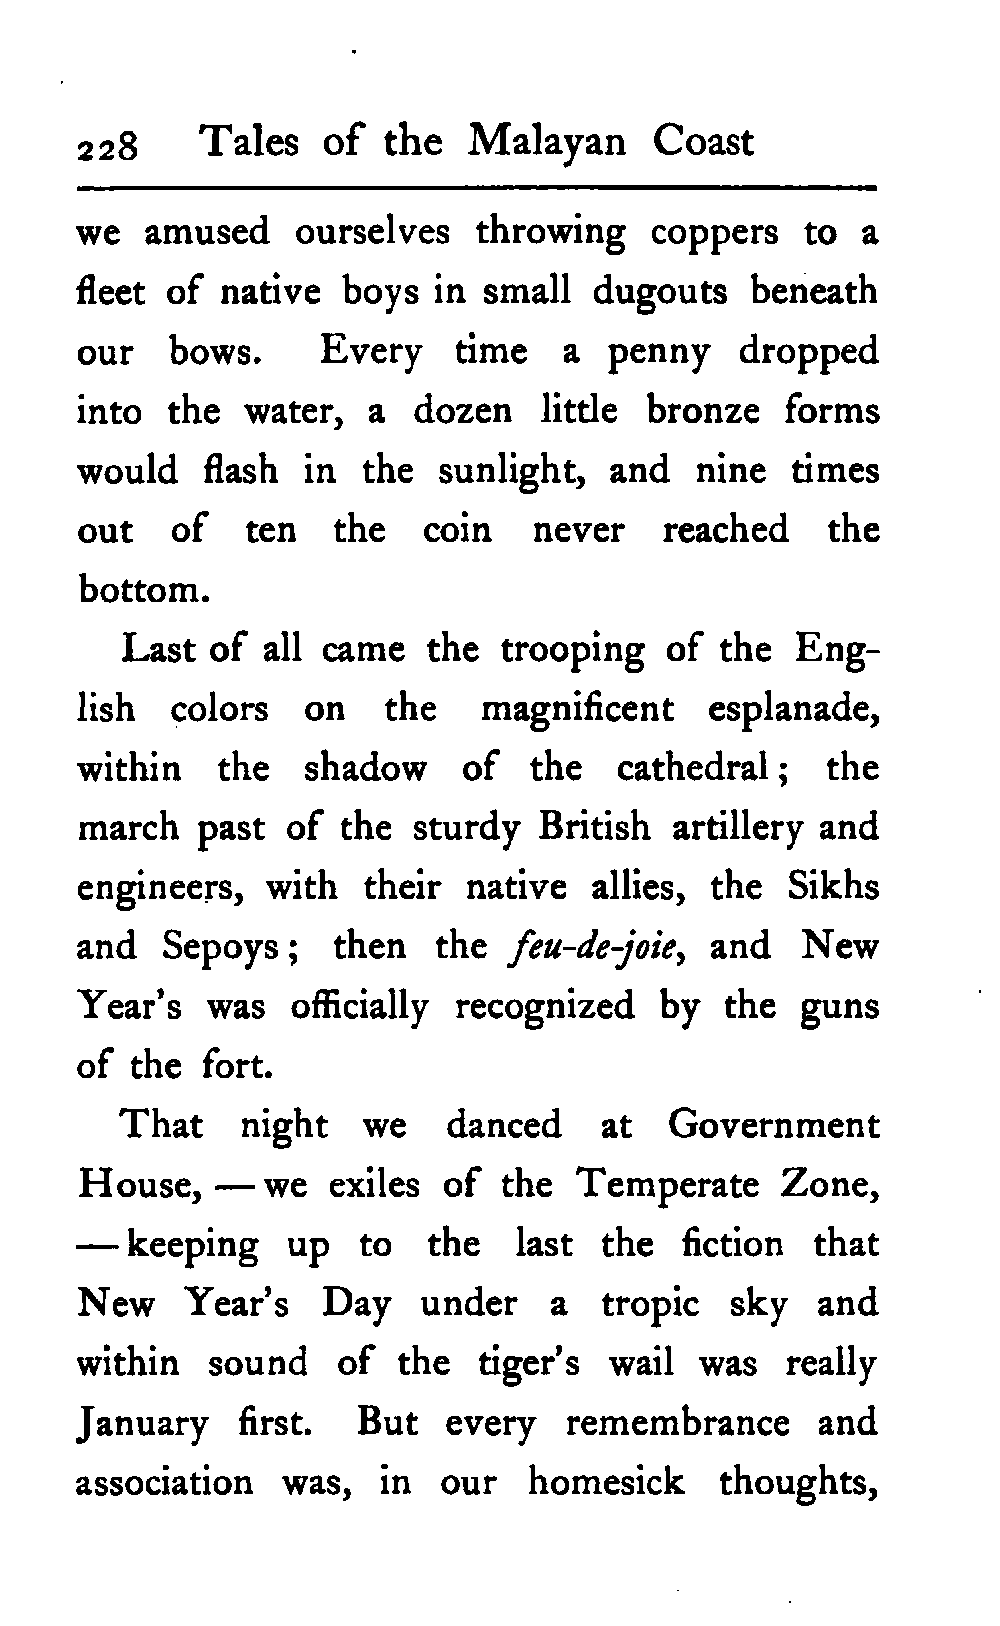 228 Tales of the Malayan Coast
we amused ourselves throwing coppers to a
fleet of native boys in small dugouts beneath
our bows. Every time a penny dropped
into the water, a dozen little bronze forms
would flash in the sunlight, and nine times
out of ten the coin never reached the
bottom.
Last of all came the trooping of the Eng-
lish colors on the magnificent esplanade,
within the shadow of the cathedral ; the
march past of the sturdy British artillery and
engineers, with their native allies, the Sikhs
and Sepoys ; then the feu-de-joie, and New
Year's was officially recognized by the guns
of the fort.
That night we danced at Government
House, — we exiles of the Temperate Zone,
— keeping up to the last the fiction that
New Year's Day under a tropic sky and
within sound of the tiger's wail was really
January first. But every remembrance and
association was, in our homesick thoughts,